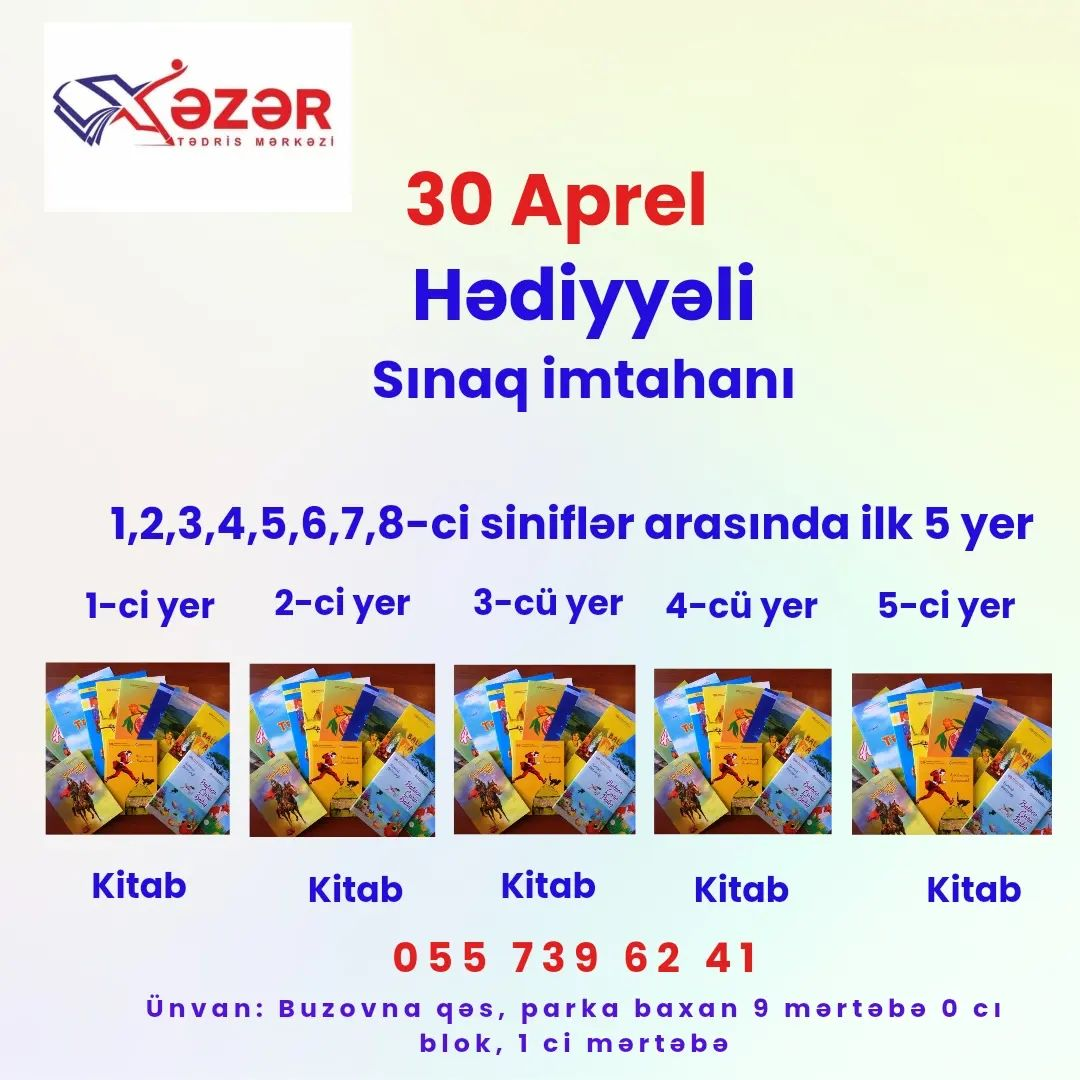 XƏZƏR
TƏDRİS MƏRKƏZİ
30 Aprel
Hədiyyəli
Sınaq imtahanı
1,2,3,4,5,6,7,8-ci siniflər arasında ilk 5 yer
1-ci yer 2-ci yer 3-cü yer 4-cü yer 5-ci yer
Kitab Kitab Kitab Kitab Kitab
055 739 62 41
Ünvan: Buzovna qəs, parka baxan 9 mərtəbə 0 cı
blok, 1 ci mərtəbə